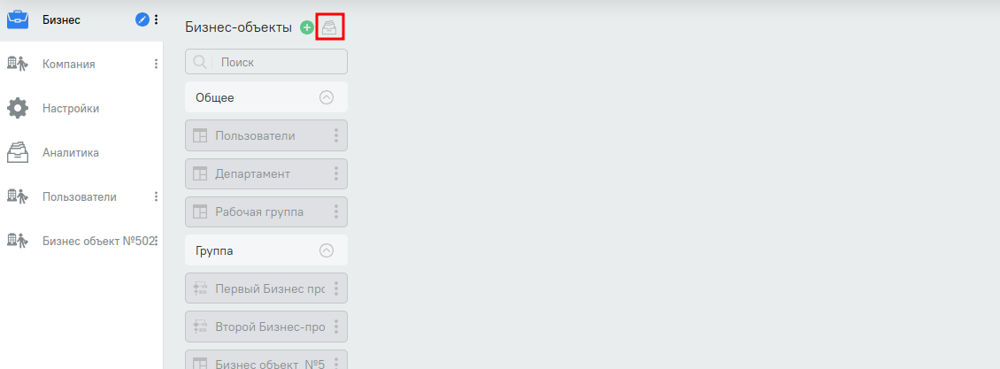 Бизнес
Компания
Настройки
Аналитика
Пользователи
Бизнес объект №502
Бизнес-объекты
Поиск
Общее
Пользователи
Департамент
Рабочая группа
Группа
Первый Бизнес прс
Второй Бизнес-про
Бизнес объект №5